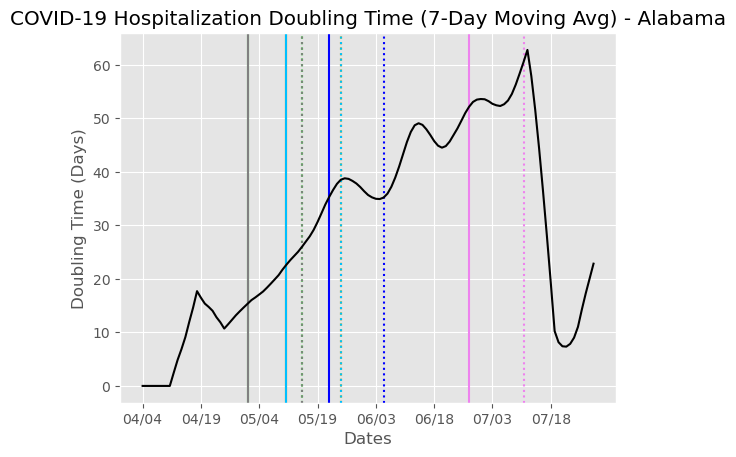 COVID-19 Hospitalization Doubling Time (7-Day Moving Avg) - Alabama
60
50
40
30
20
10
0
Doubling Time (Days)
04/04 04/19 05/04 05/19 06/03 06/18 07/03 07/18
Dates